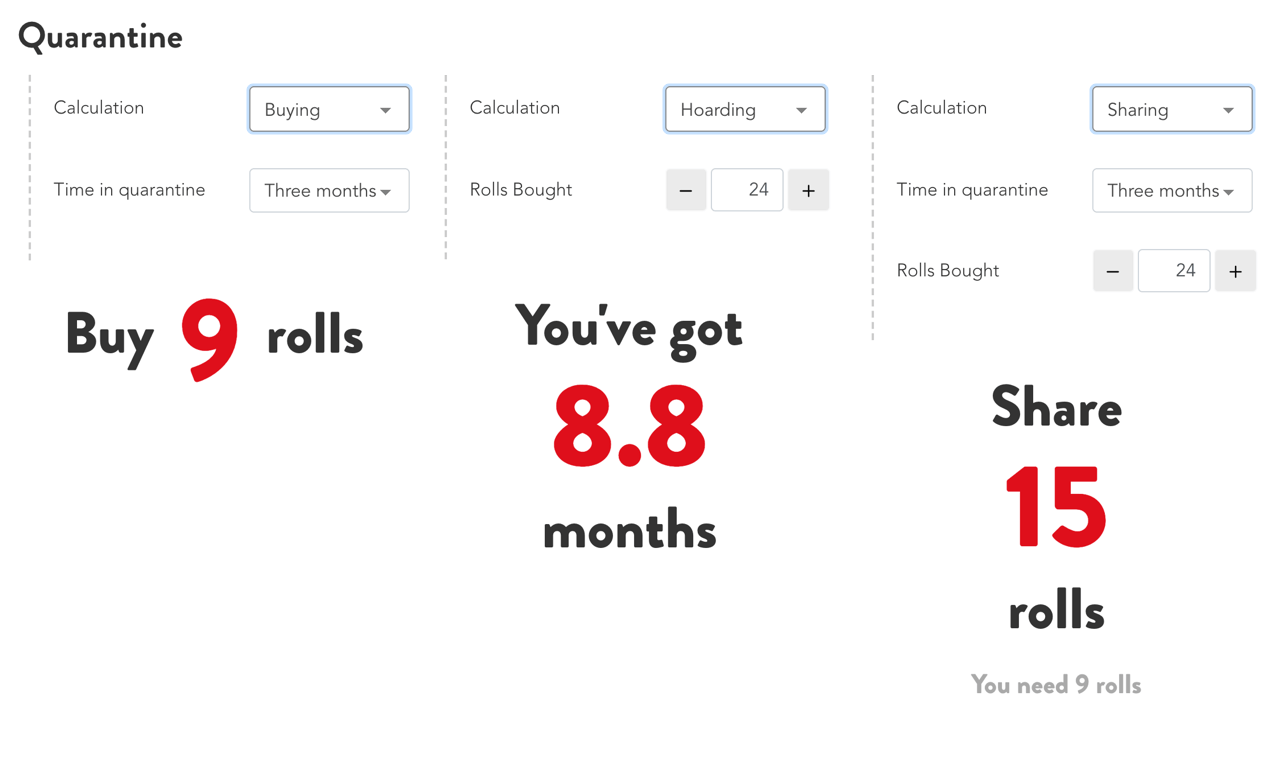 Quarantine
Calculation
Buying
Time in quarantine
Three months
Buy 9 rolls
Calculation
Hoarding
Rolls Bought
− 24 +
You've got
8.8
months
Calculation
Sharing
Time in quarantine
Three months
Rolls Bought
− 24 +
Share
15
rolls
You need 9 rolls